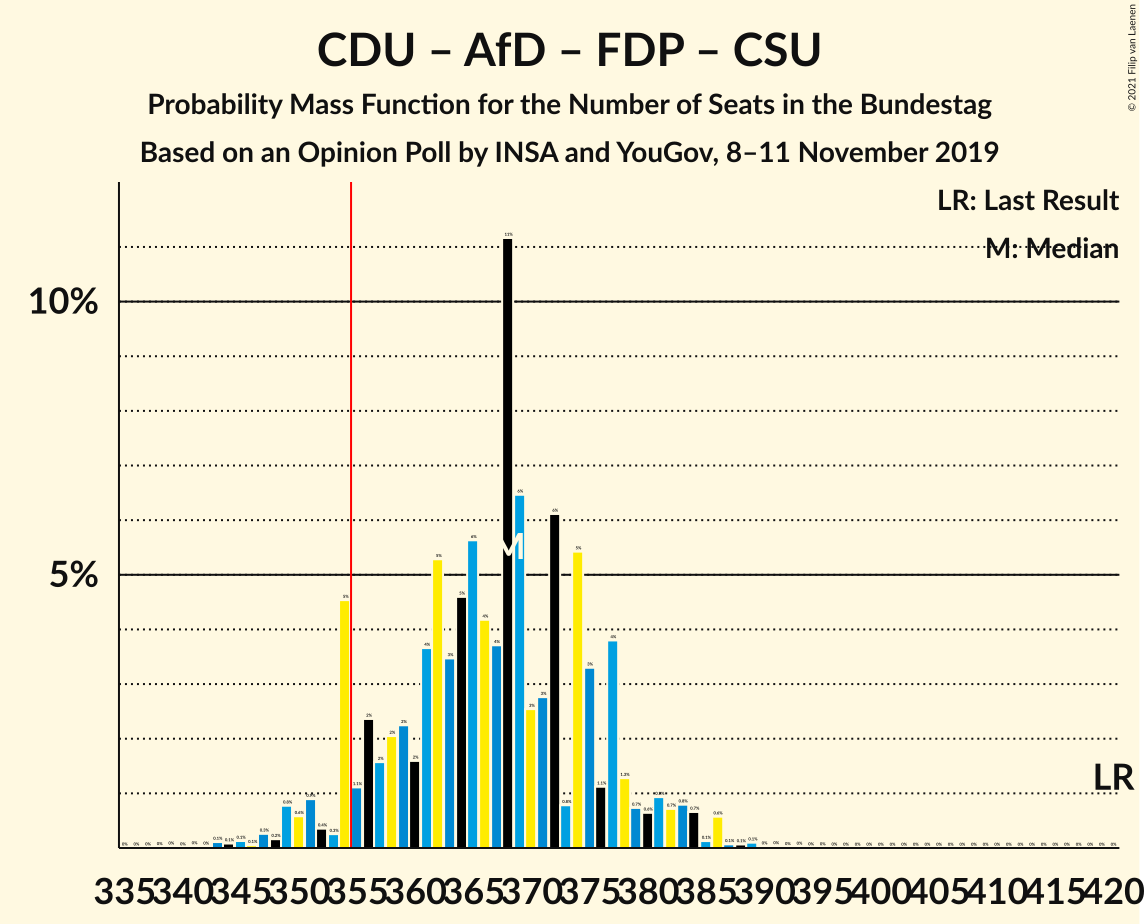 CDU – AfD – FDP – CSU
Probability Mass Function for the Number of Seats in the Bundestag
Based on an Opinion Poll by INSA and YouGov, 8–11 November 2019
© 2021 Filip van Laenen
LR: Last Result
M: Median
10%
5%
M
LR
335 340 345 350 355 360 365 370 375 380 385 390 395 400 405 410 415 420